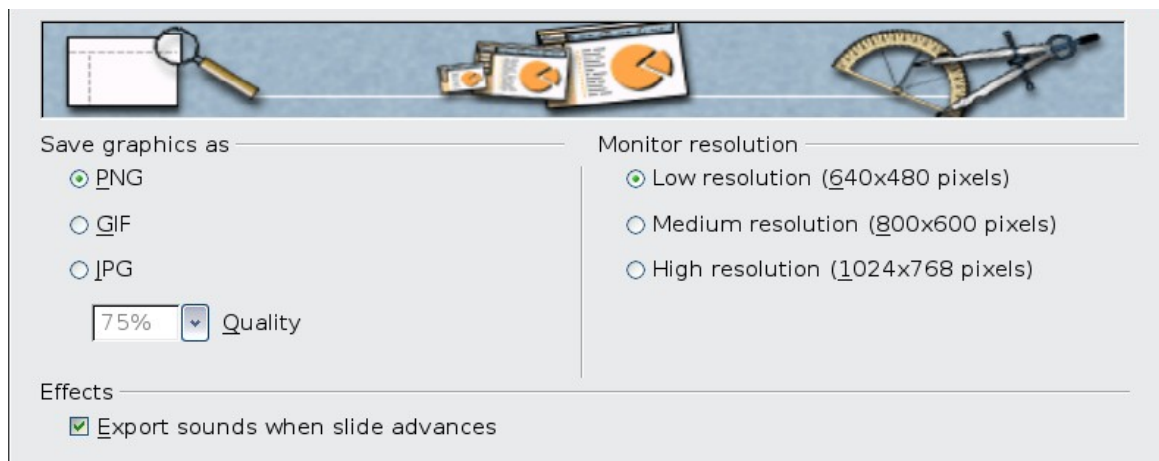 Save graphics as
PNG
GIF
JPG
75% Quality
Monitor resolution
Low resolution (640x480 pixels)
Medium resolution (800x600 pixels)
High resolution (1024x768 pixels)
Effects
Export sounds when slide advances